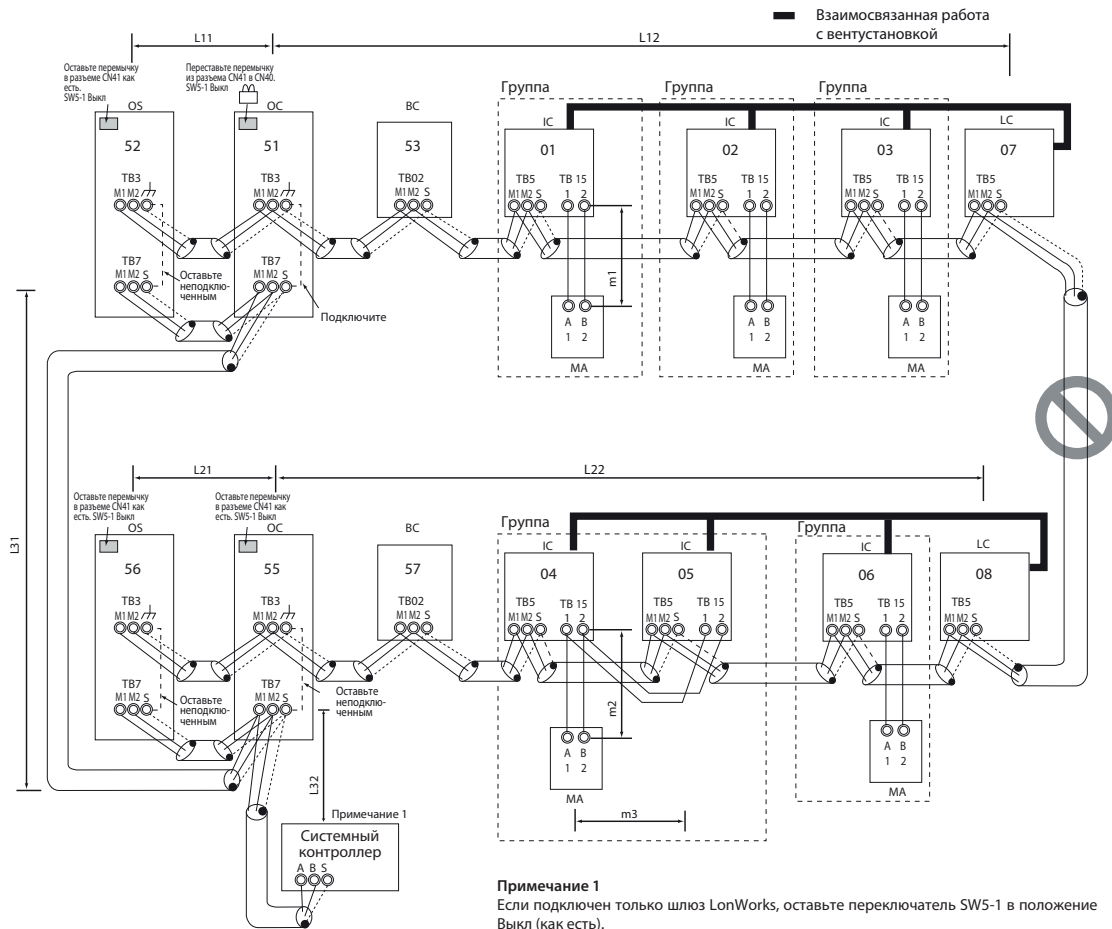 Взаимосвязанная работа
с вентустановкой
L11
L12
Оставьте перемычку
в разъеме CN41 как
есть.
SW5-1 Выкл
Переставьте перемычку
из разъема CN41 в CN40.
SW5-1 Выкл
OS
OC
BC
Группа
Группа
Группа
IC
IC
IC
LC
52
51
53
01
02
03
07
TB3
TB3
TB02
TB5
TB 15
TB5
TB 15
TB5
TB 15
TB5
M1 M2
M1 M2
M1 M2 S
M1 M2 S
1 2
M1 M2 S
1 2
M1 M2 S
1 2
M1 M2 S
TB7
M1 M2 S
Оставьте
неподклю-
ченным
TB7
M1 M2 S
Подключите
m1
A B
1 2
MA
A B
1 2
MA
A B
1 2
MA
L31
L21
L22
Оставьте перемычку
в разъеме CN41 как
есть. SW5-1 Выкл
Оставьте перемычку
в разъеме CN41 как
есть. SW5-1 Выкл
OS
OC
BC
Группа
Группа
IC
IC
IC
LC
56
55
57
04
05
06
08
TB3
TB3
TB02
TB5
TB 15
TB5
TB 15
TB5
TB 15
TB5
M1 M2
M1 M2
M1 M2 S
M1 M2 S
1 2
M1 M2 S
1 2
M1 M2 S
1 2
M1 M2 S
TB7
M1 M2 S
Оставьте
неподклю-
ченным
TB7
M1 M2 S
Оставьте
неподклю-
ченным
m2
A B
1 2
MA
m3
A B
1 2
MA
L32
Примечание 1
Системный
контроллер
A B S
Примечание 1
Если подключен только шлюз LonWorks, оставьте переключатель SW5-1 в положение
Выкл (как есть).